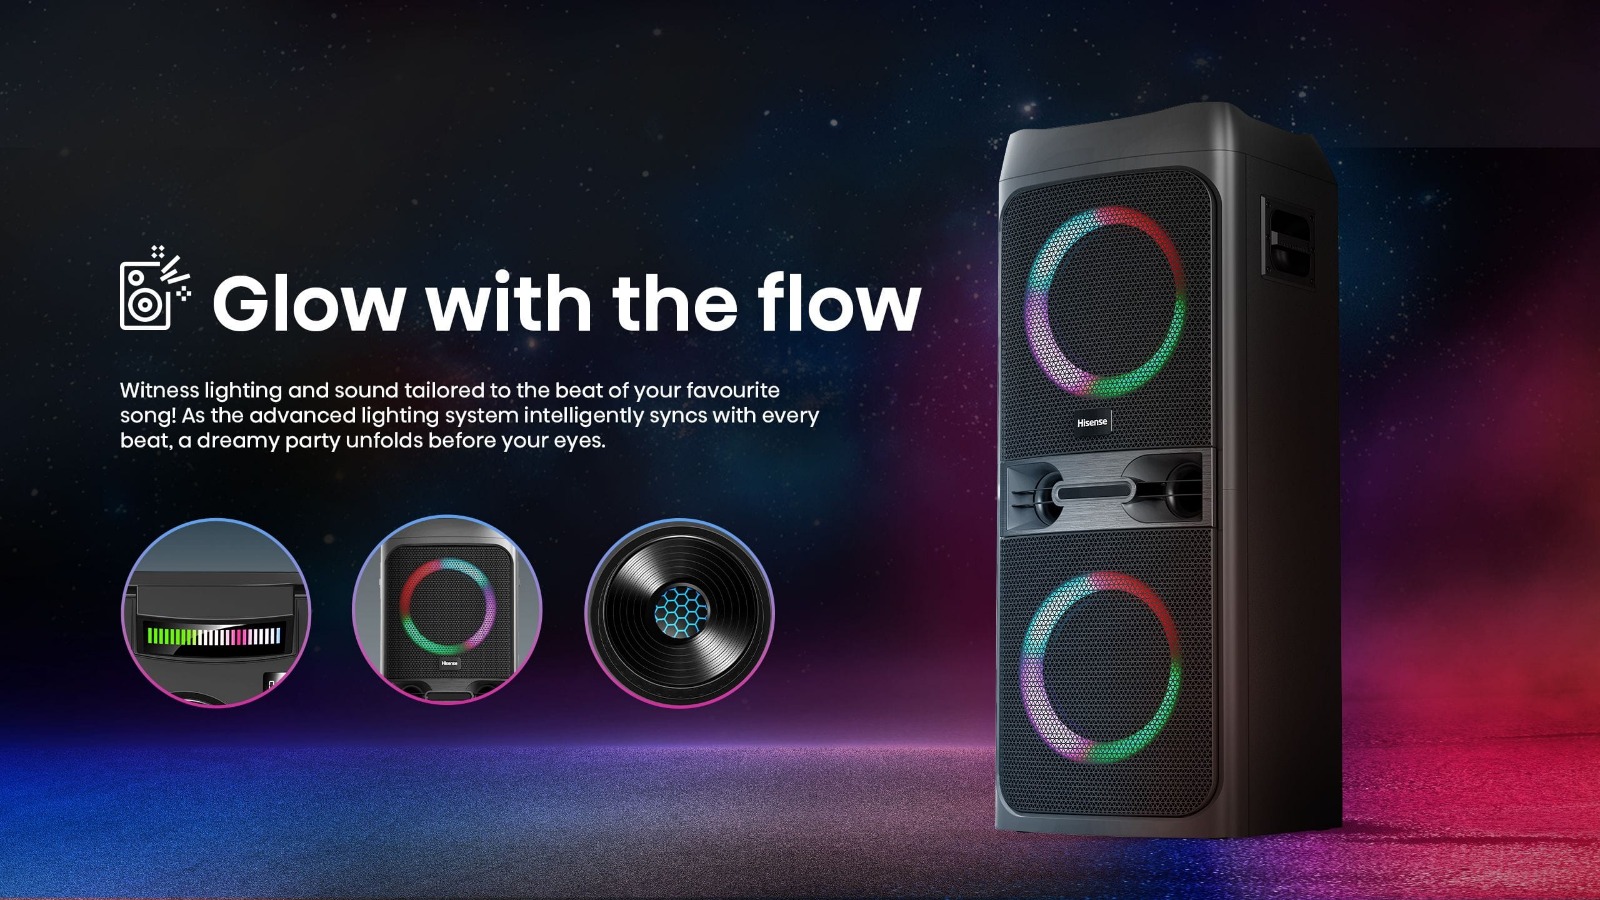 Glow with the flow
Witness lighting and sound tailored to the beat of your favourite
song! As the advanced lighting system intelligently syncs with every
beat, a dreamy party unfolds before your eyes.
Hisense
Hisense